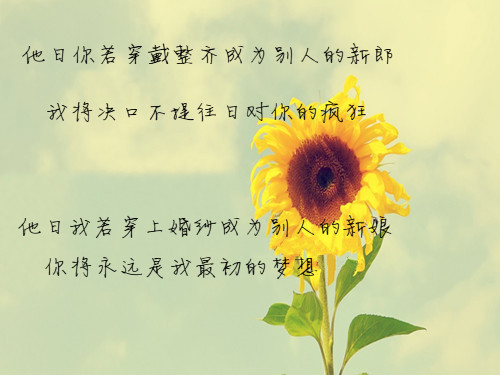 他日你若穿戴整齐成为别人的新郎
我将决口不提往日对你的疯狂
他日我若穿上婚纱成为别人的新娘
你将永远是我最初的梦想